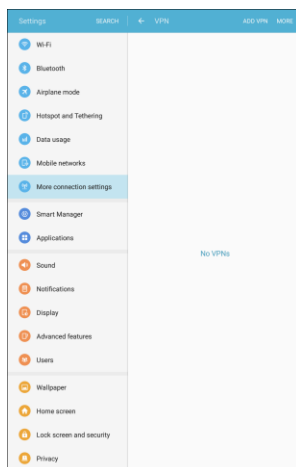 Settings SEARCH ← VPN ADD VPN MORE
Wi-Fi
Bluetooth
Airplane mode
Hotspot and Tethering
Data usage
Mobile networks
More connection settings
Smart Manager
Applications
No VPNs
Sound
Notifications
Display
Advanced features
Users
Wallpaper
Home screen
Lock screen and security
Privacy